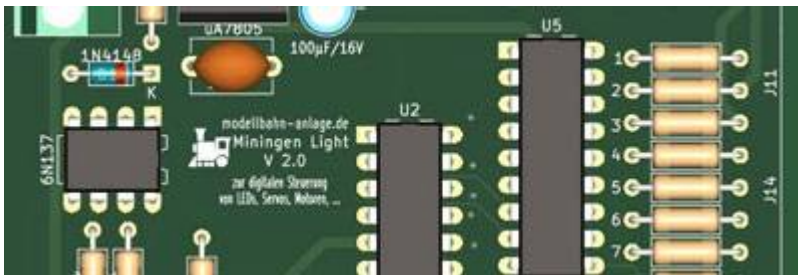 uA7805
U5
100µF/16V
1N4148
K
U2
modellbahn-anlage.de
Miningen Light
V 2.0
zur digitalen Steuerung
von LEDs, Servos, Motoren, ...
6N137
1
2
3
4
5
6
7
J11
J14